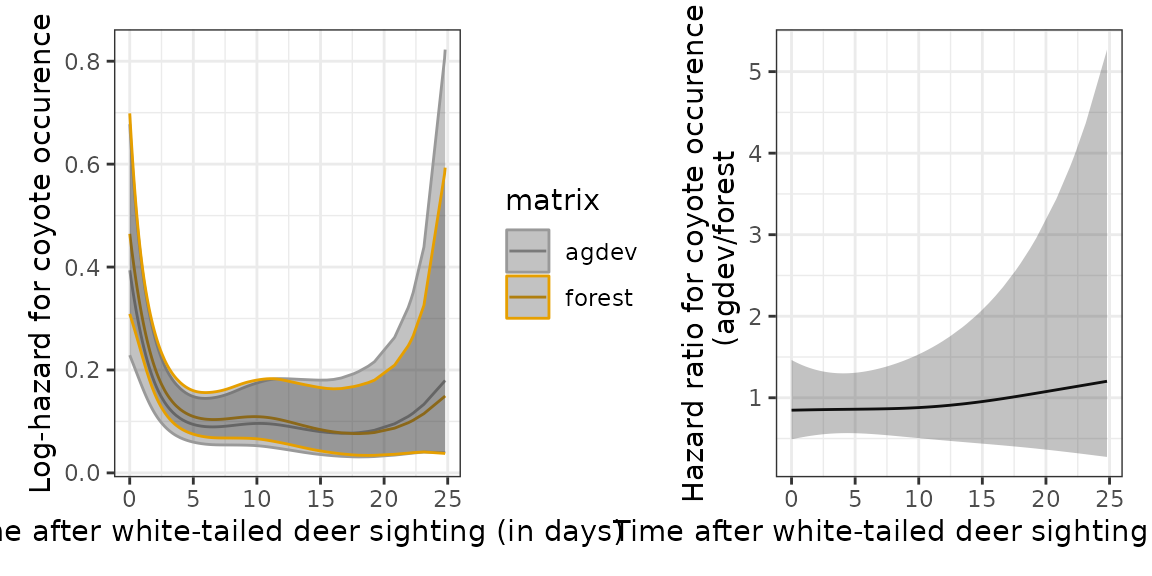 Log-hazard for coyote occurence
0.8
0.6
0.4
0.2
0.0
0 5 10 15 20 25
me after white-tailed deer sighting (in days)
matrix
agdev
forest
Hazard ratio for coyote occurence
(agdev/forest
5
4
3
2
1
0 5 10 15 20 25
Time after white-tailed deer sighting